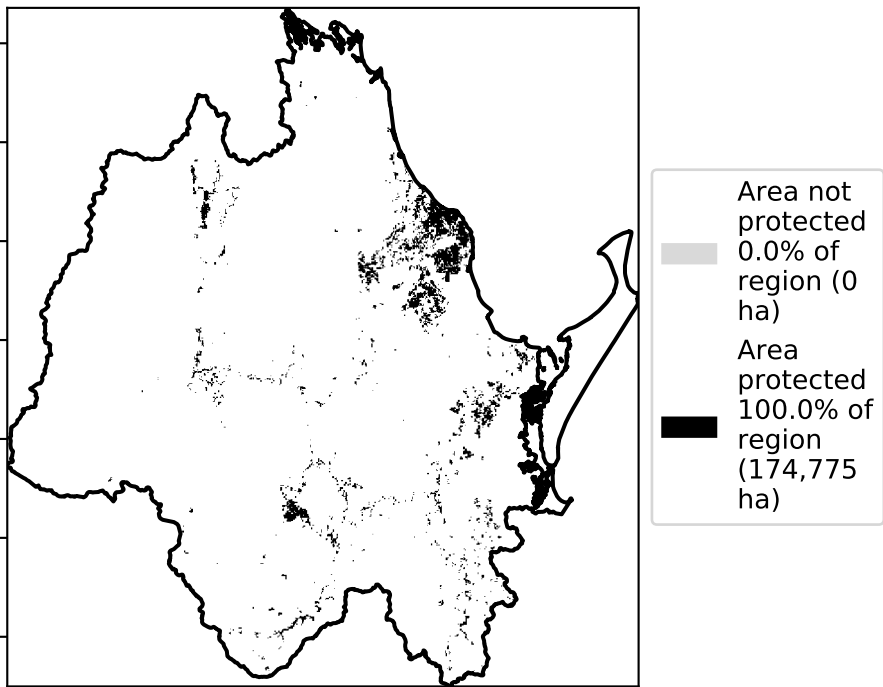 Area not
protected
0.0% of
region (0
ha)
Area
protected
100.0% of
region
(174,775
ha)